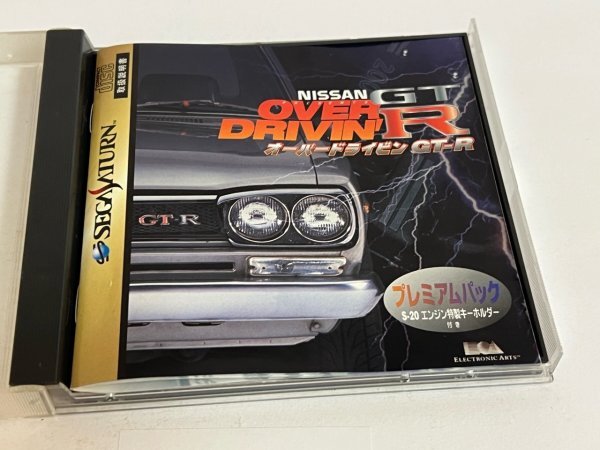 NISSAN
OVER
DRIVIN'
GT
R
オーバードライビン GT-R
GT-R
プレミアムパック
S-20 エンジン特製キーホルダー
付き
ELECTRONIC ARTS™
SEGA SATURN
取扱説明書